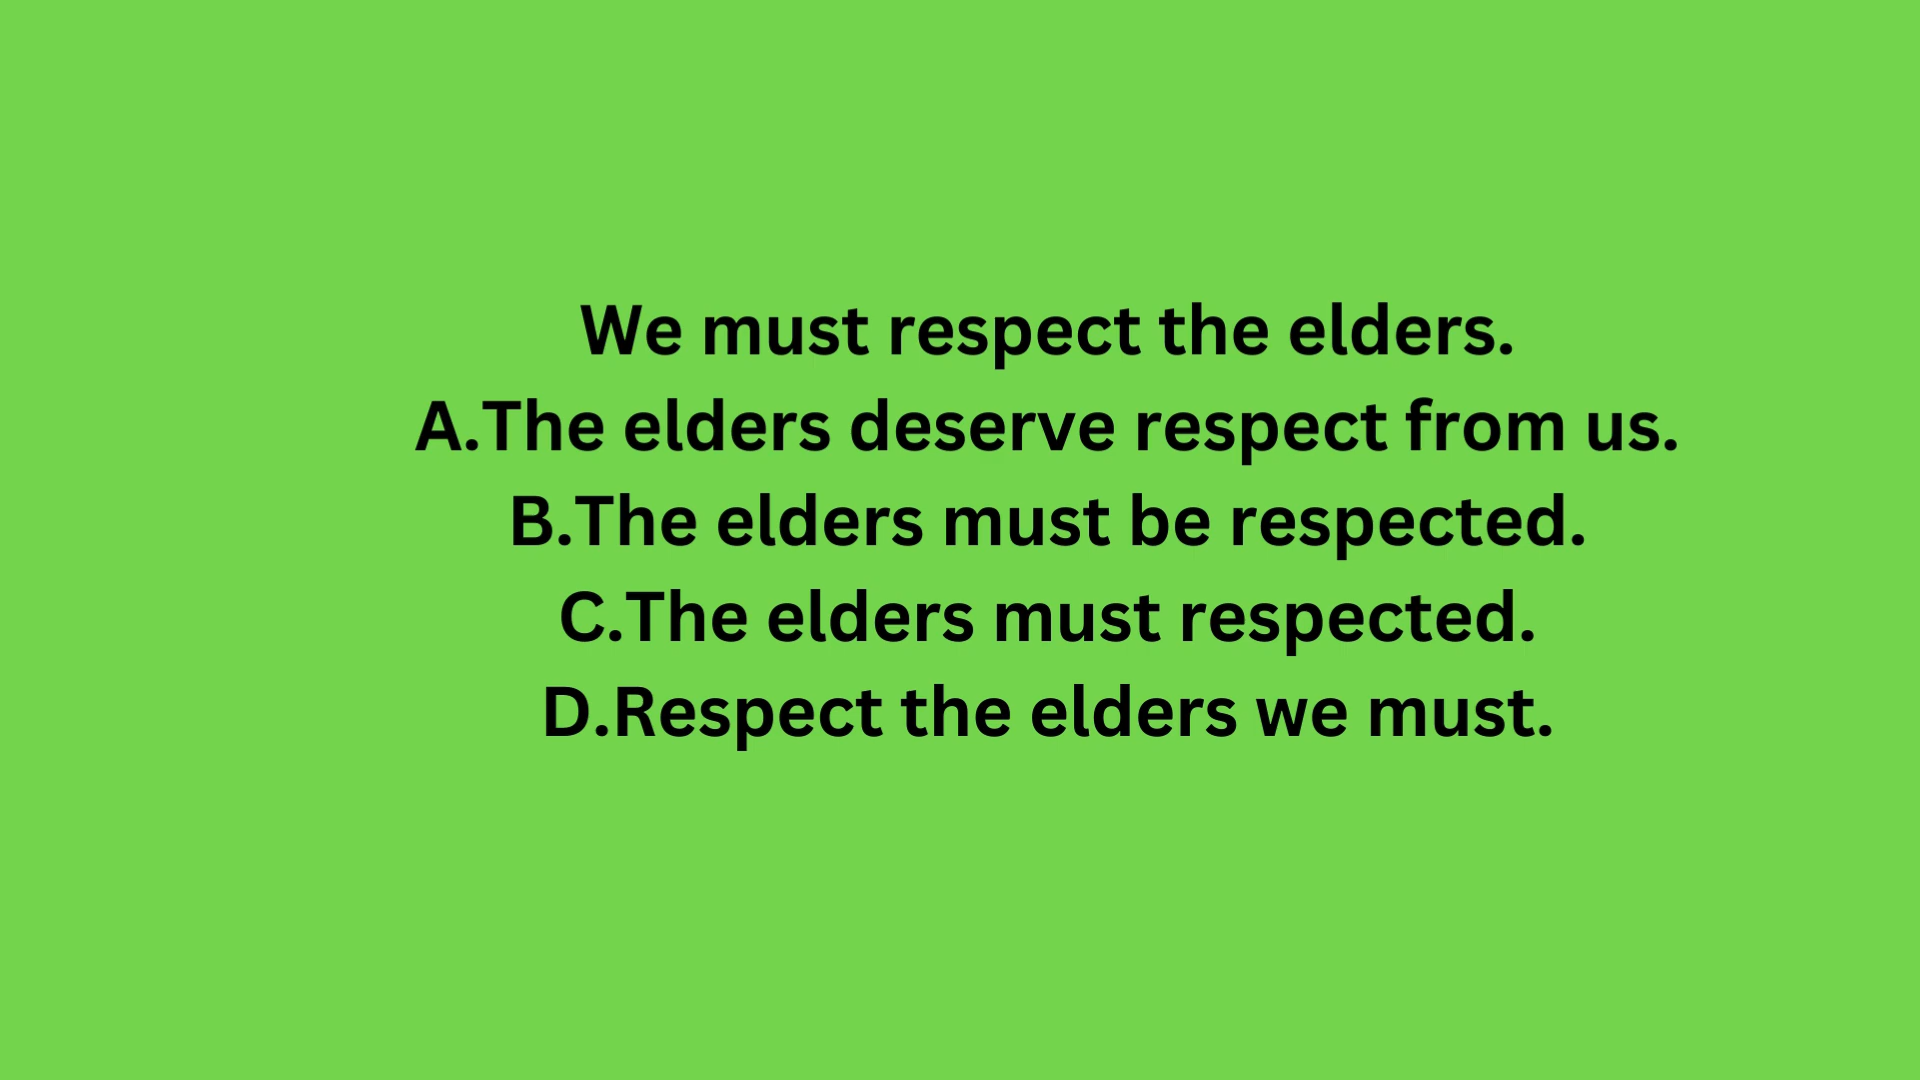 We must respect the elders.
A.The elders deserve respect from us.
B.The elders must be respected.
C.The elders must respected.
D.Respect the elders we must.